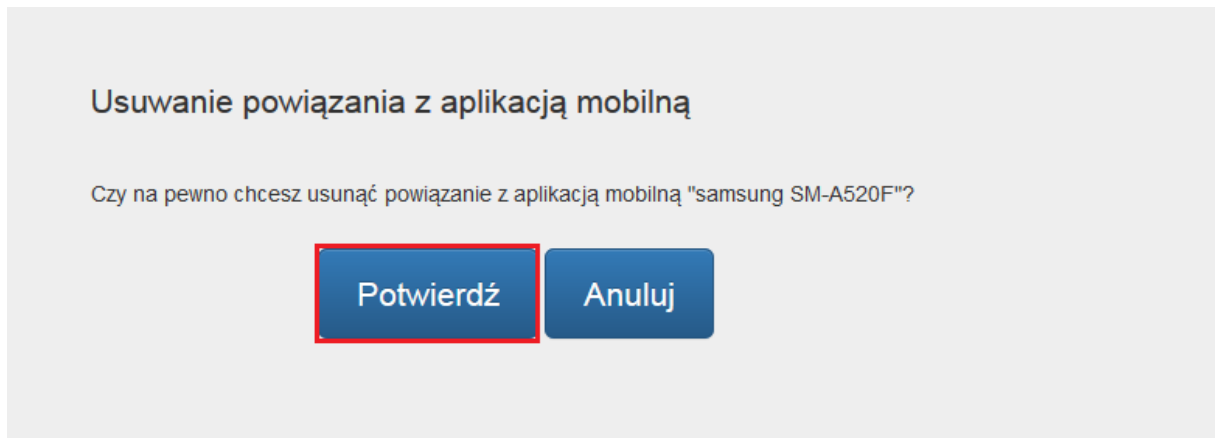 Usuwanie powiązania z aplikacją mobilną
Czy na pewno chcesz usunąć powiązanie z aplikacją mobilną "samsung SM-A520F"?
Potwierdź Anuluj